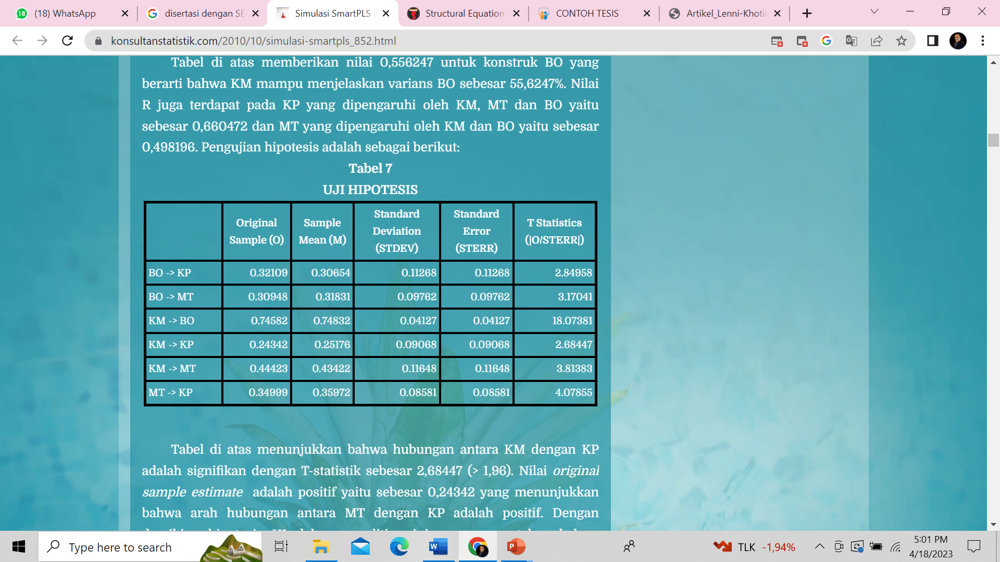 (18) WhatsApp
disertasi dengan SE
Simulasi SmartPLS (
Structural Equation
CONTOH TESIS
Artikel_Lenni-Khotin
konsultanstatistik.com/2010/10/simulasi-smartpls_852.html
Tabel di atas memberikan nilai 0,556247 untuk konstruk BO yang
berarti bahwa KM mampu menjelaskan varians BO sebesar 55,6247%. Nilai
R juga terdapat pada KP yang dipengaruhi oleh KM, MT dan BO yaitu
sebesar 0,660472 dan MT yang dipengaruhi oleh KM dan BO yaitu sebesar
0,498196. Pengujian hipotesis adalah sebagai berikut:
Tabel 7
UJI HIPOTESIS
Original Sample (O) Sample Mean (M) Standard Deviation (STDEV) Standard Error (STERR) T Statistics (|O/STERR|)
BO -> KP 0.32109 0.30654 0.11268 0.11268 2.84958
BO -> MT 0.30948 0.31831 0.09762 0.09762 3.17041
KM -> BO 0.74582 0.74832 0.04127 0.04127 18.07381
KM -> KP 0.24342 0.25176 0.09068 0.09068 2.68447
KM -> MT 0.44423 0.43422 0.11648 0.11648 3.81383
MT -> KP 0.34999 0.35972 0.08581 0.08581 4.07855
Tabel di atas menunjukkan bahwa hubungan antara KM dengan KP
adalah signifikan dengan T-statistik sebesar 2,68447 (> 1,96). Nilai original
sample estimate adalah positif yaitu sebesar 0,24342 yang menunjukkan
bahwa arah hubungan antara MT dengan KP adalah positif. Dengan
Type here to search
TLK -1,94%
5:01 PM
4/18/2023